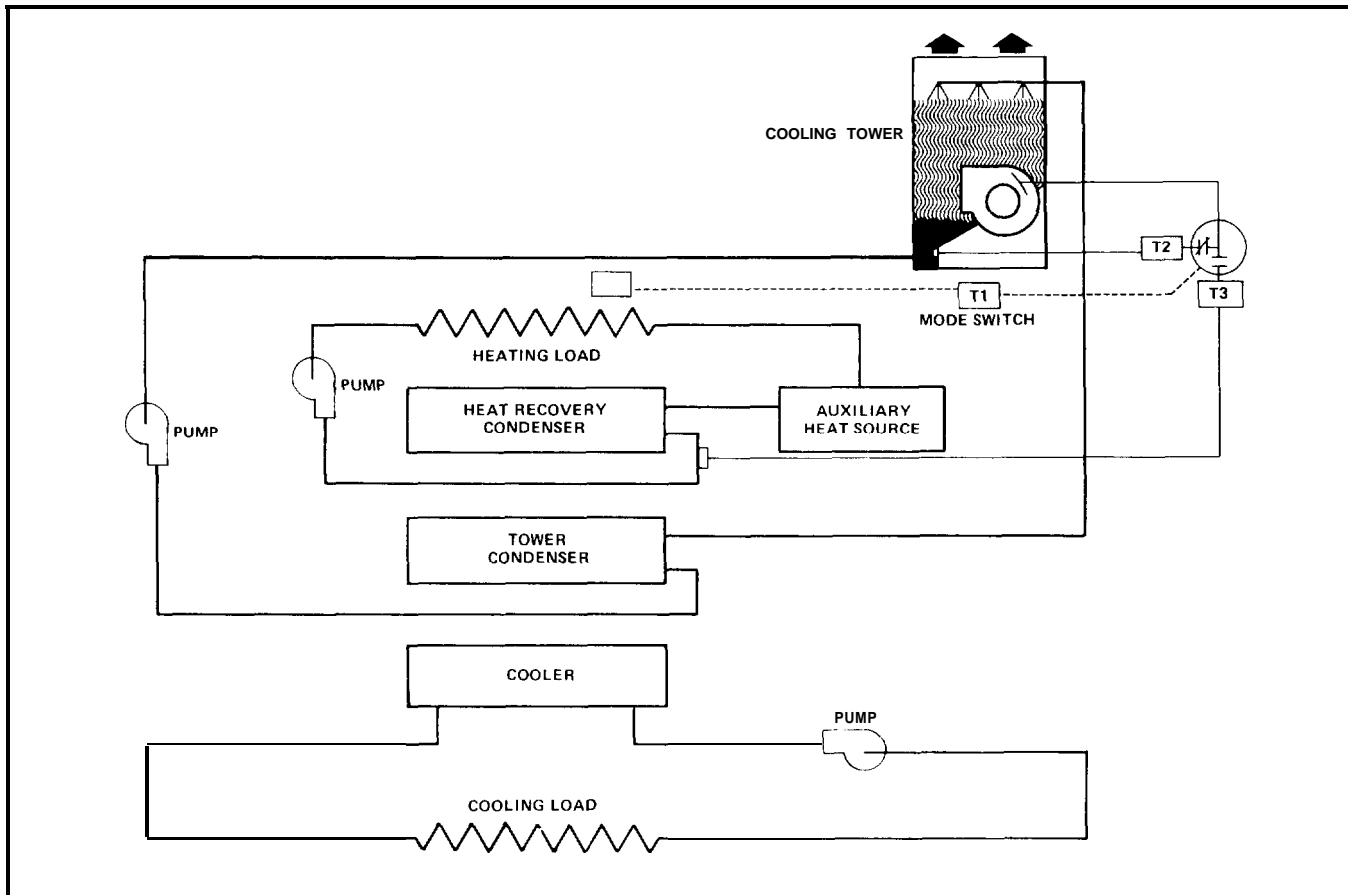 COOLING TOWER
T2
T1
T3
MODE SWITCH
HEATING LOAD
PUMP
HEAT RECOVERY
CONDENSER
AUXILIARY
HEAT SOURCE
PUMP
TOWER
CONDENSER
COOLER
PUMP
COOLING LOAD